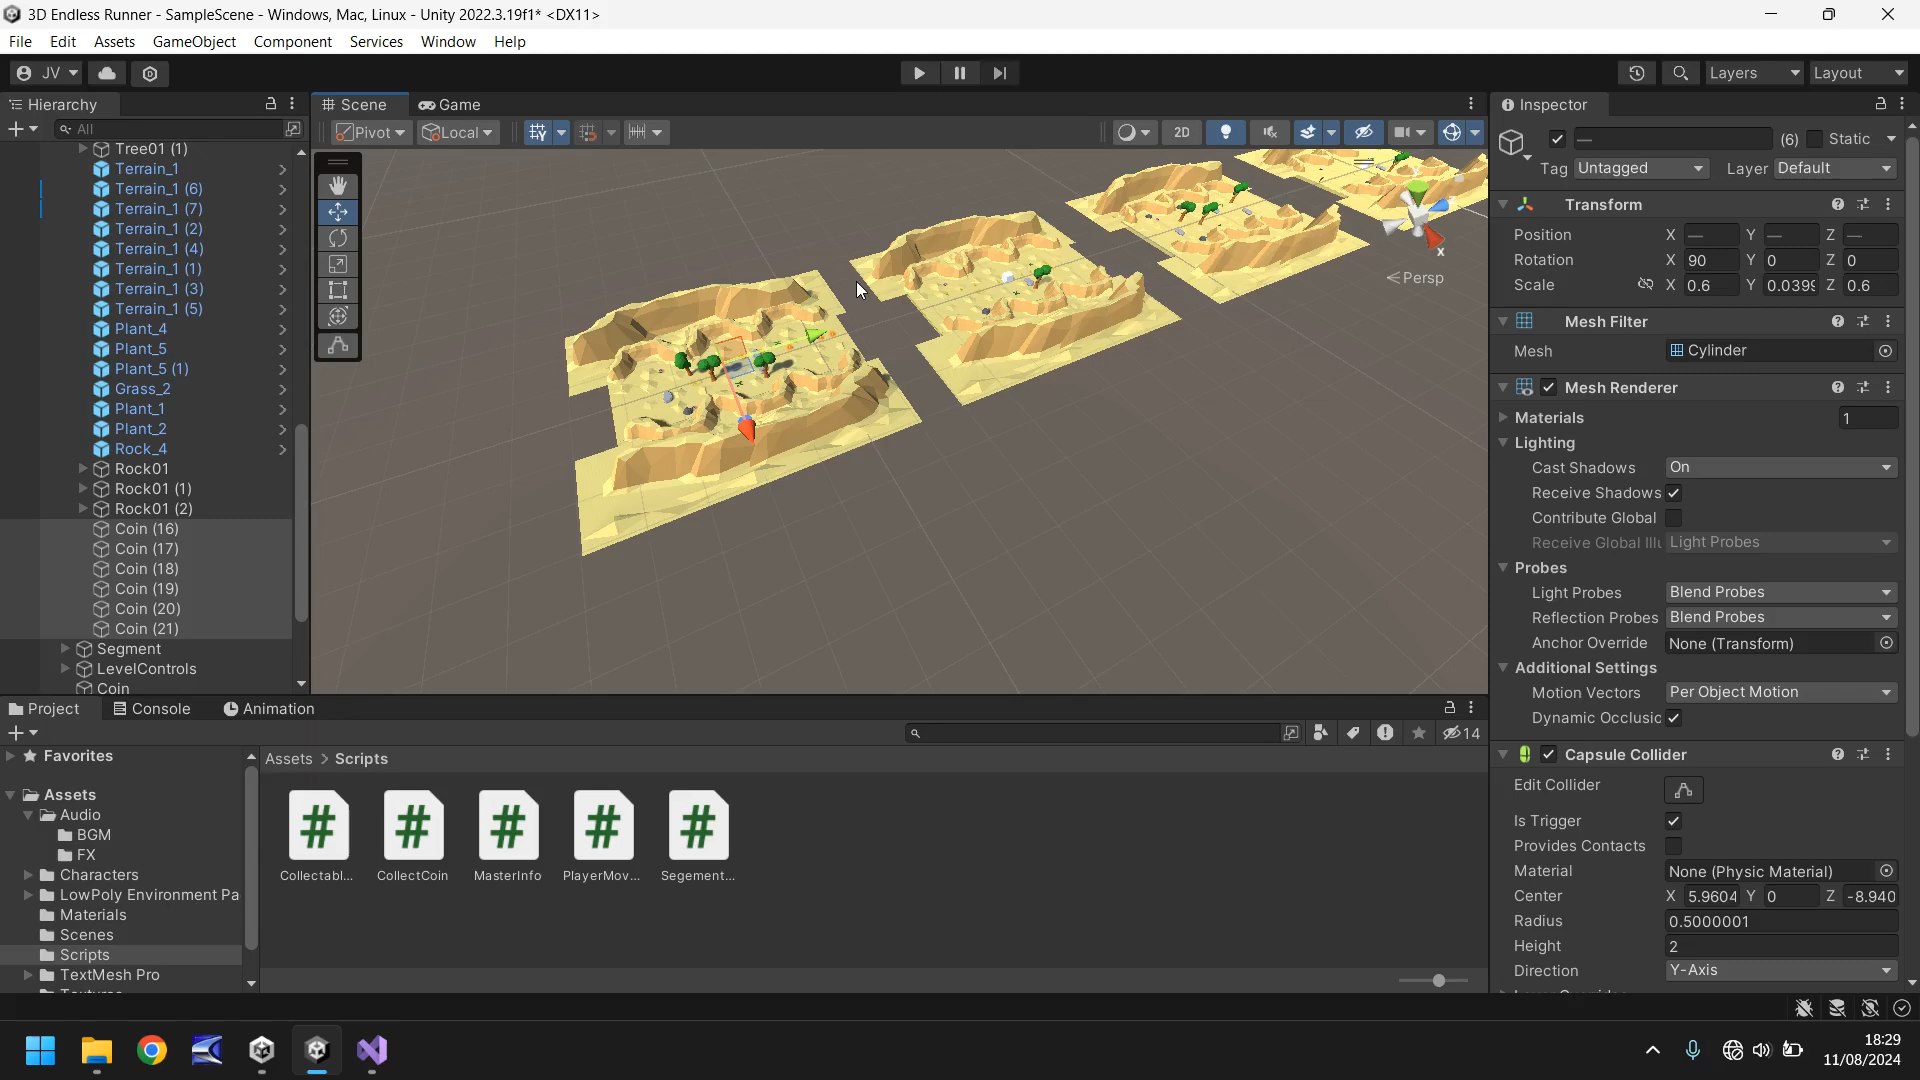 3D Endless Runner - SampleScene - Windows, Mac, Linux - Unity 2022.3.19f1* <DX11>
File Edit Assets GameObject Component Services Window Help
JV Layers Layout
Hierarchy Scene Game Inspector
All Pivot Local 2D (6) Static
Tag Untagged Layer Default
Tree01 (1)
Terrain_1
Terrain_1 (6)
Terrain_1 (7)
Terrain_1 (2)
Terrain_1 (4)
Terrain_1 (1)
Terrain_1 (3)
Terrain_1 (5)
Plant_4
Plant_5
Plant_5 (1)
Grass_2
Plant_1
Plant_2
Rock_4
Rock01
Rock01 (1)
Rock01 (2)
Coin (16)
Coin (17)
Coin (18)
Coin (19)
Coin (20)
Coin (21)
Segment
LevelControls
Coin
x
<Persp
Transform
Position X — Y — Z —
Rotation X 90 Y 0 Z 0
Scale X 0.6 Y 0.0399 Z 0.6
Mesh Filter
Mesh Cylinder
Mesh Renderer
Materials 1
Lighting
Cast Shadows On
Receive Shadows
Contribute Global
Receive Global Illu Light Probes
Probes
Light Probes Blend Probes
Reflection Probes Blend Probes
Anchor Override None (Transform)
Additional Settings
Motion Vectors Per Object Motion
Dynamic Occlusic
Capsule Collider
Edit Collider
Is Trigger
Provides Contacts
Material None (Physic Material)
Center X 5.9604 Y 0 Z -8.940
Radius 0.5000001
Height 2
Direction Y-Axis
Project Console Animation
14
Favorites
Assets > Scripts
Assets
Audio
BGM
FX
Characters
LowPoly Environment Pa
Materials
Scenes
Scripts
TextMesh Pro
Collectabl... CollectCoin MasterInfo PlayerMov... Segement...
18:29
11/08/2024